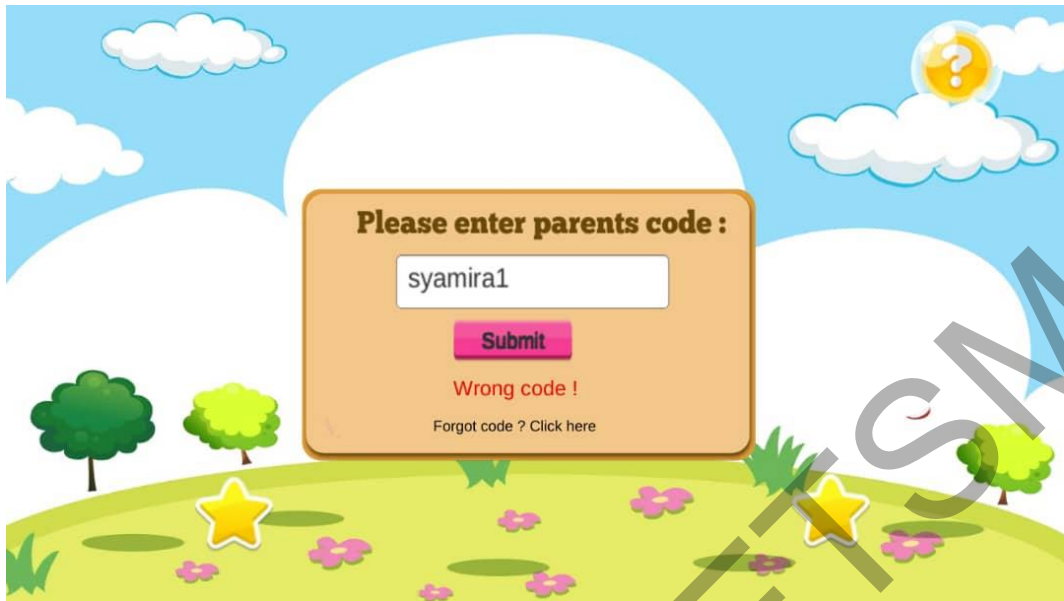 ?
Please enter parents code :
syamira1
Submit
Wrong code !
Forgot code ? Click here